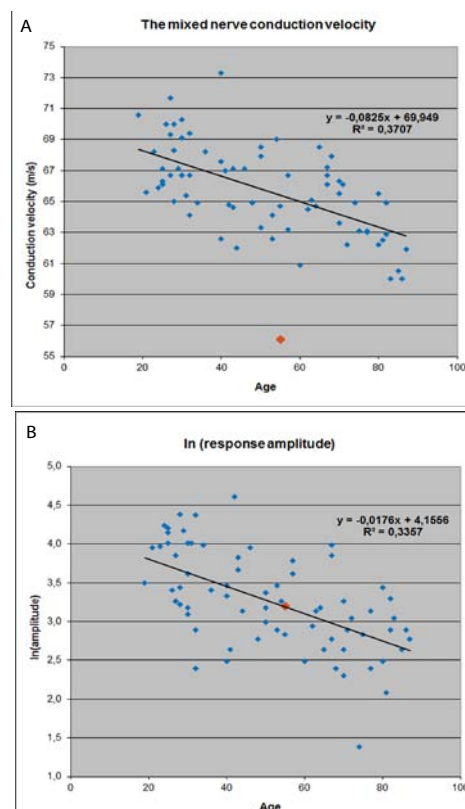 A
The mixed nerve conduction velocity
75
73
71
69
67
65
63
61
59
57
55
y = -0,0825x + 69,949
R² = 0,3707
Conduction velocity (m/s)
0
20
40
60
80
100
Age
B
ln (response amplitude)
5,0
4,5
4,0
3,5
3,0
2,5
2,0
1,5
1,0
y = -0,0176x + 4,1556
R² = 0,3357
ln(amplitude)
0
20
40
60
80
100
Age